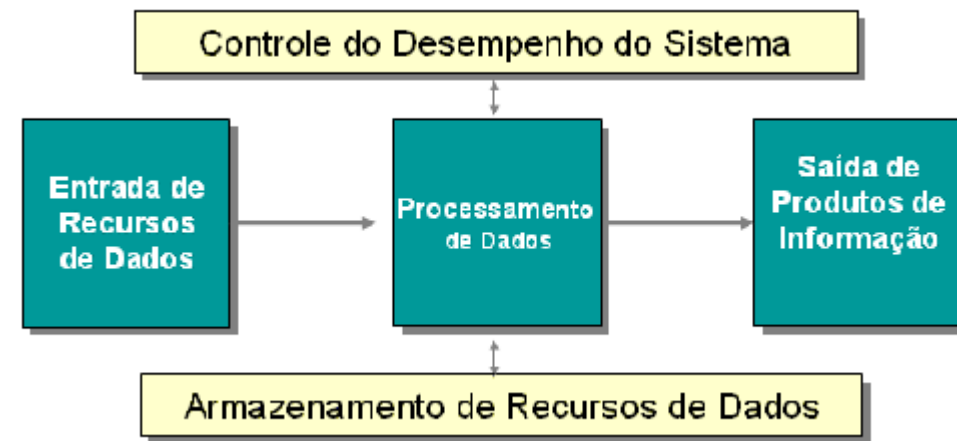 Controle do Desempenho do Sistema
Entrada de
Recursos
de Dados
Processamento
de Dados
Saída de
Produtos de
Informação
Armazenamento de Recursos de Dados